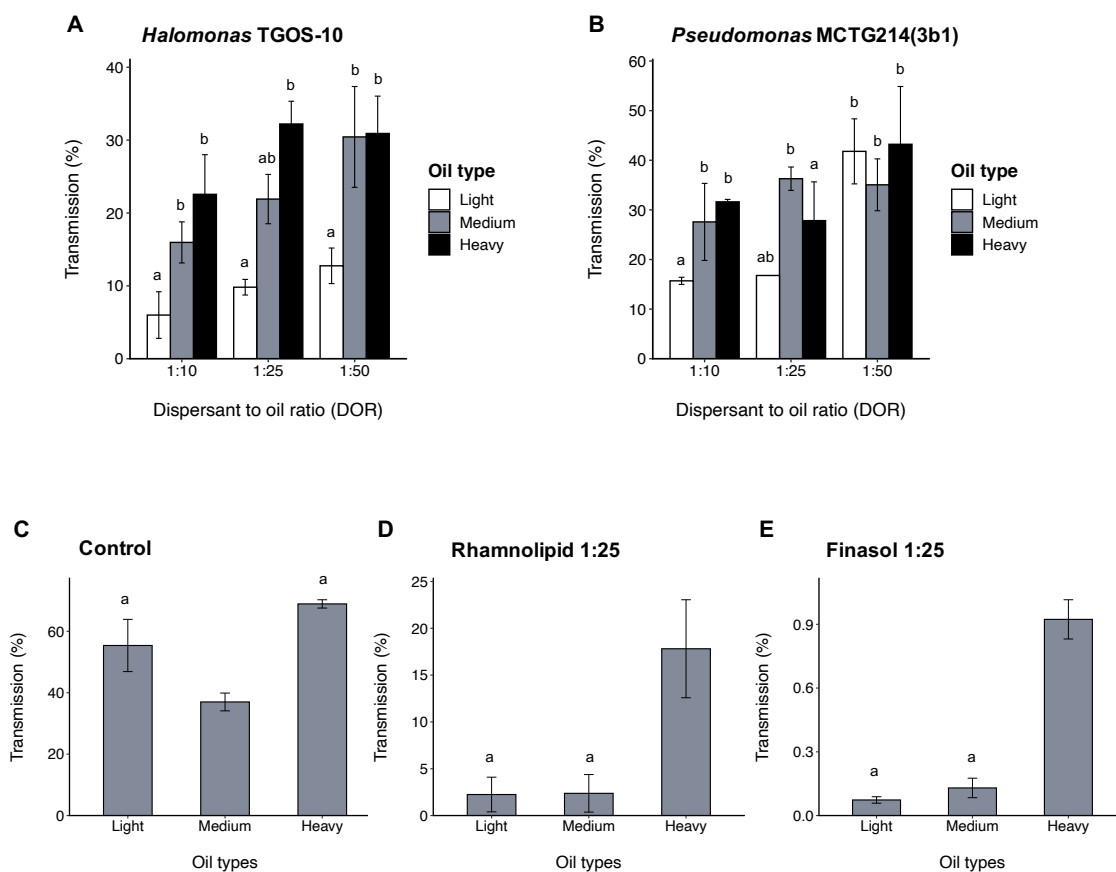 A
Halomonas TGOS-10
Transmission (%)
40
30
20
10
0
a
b
b
a
ab
b
a
b
b
1:10
1:25
1:50
Dispersant to oil ratio (DOR)
Oil type
Light
Medium
Heavy
B
Pseudomonas MCTG214(3b1)
Transmission (%)
60
50
40
30
20
10
0
a
b
b
ab
b
a
b
b
b
1:10
1:25
1:50
Dispersant to oil ratio (DOR)
Oil type
Light
Medium
Heavy
C
Control
Transmission (%)
60
40
20
0
a
a
Light
Medium
Heavy
Oil types
D
Rhamnolipid 1:25
Transmission (%)
25
20
15
10
5
0
a
a
Light
Medium
Heavy
Oil types
E
Finasol 1:25
Transmission (%)
0.9
0.6
0.3
0.0
a
a
Light
Medium
Heavy
Oil types